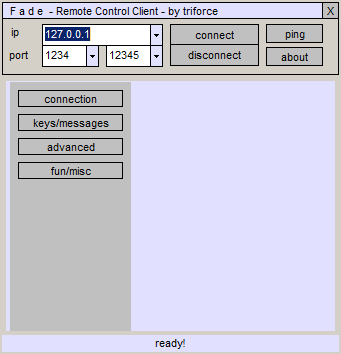 F a d e - Remote Control Client - by triforce X
ip 127.0.0.1 connect ping
port 1234 12345 disconnect about
connection
keys/messages
advanced
fun/misc
ready!